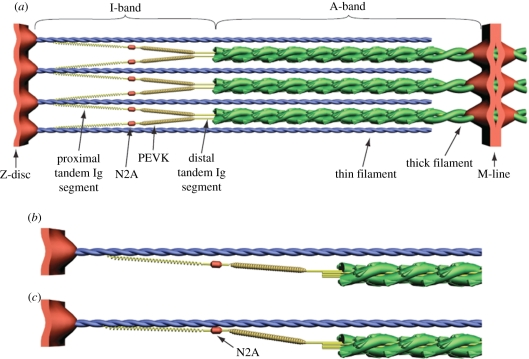 (a)
I-band
A-band
Z-disc
proximal
tandem Ig
segment
N2A
PEVK
distal
tandem Ig
segment
thin filament
thick filament
M-line
(b)
(c)
N2A